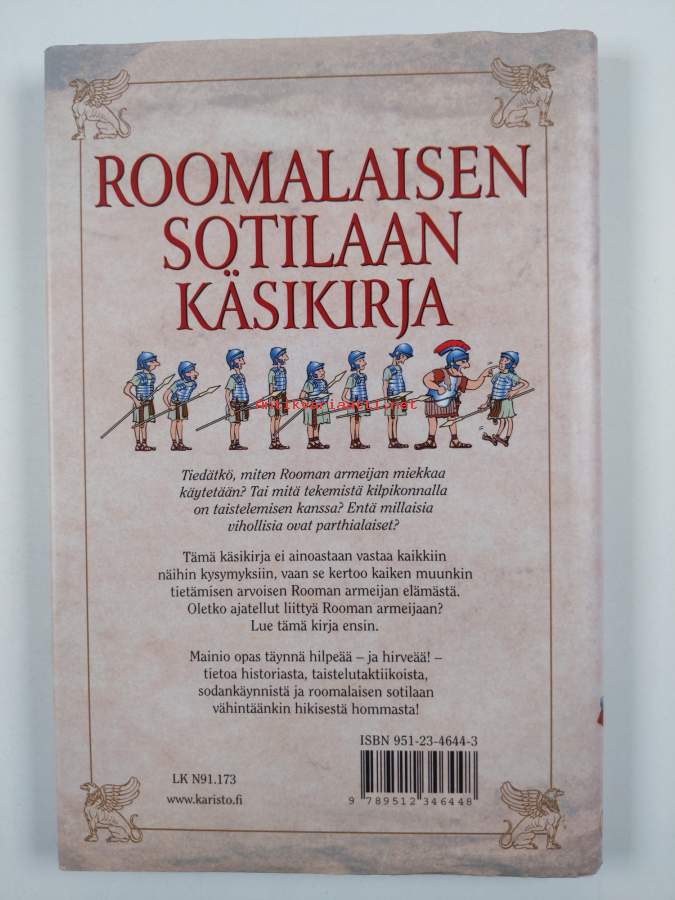 ROOMALAISEN
SOTILAAN
KÄSIKIRJA
antikvariaatti.net
Tiedätkö, miten Rooman armeijan miekkaa
käytetään? Tai mitä tekemistä kilpikonnalla
on taistelemisen kanssa? Entä millaisia
vihollisia ovat parthialaiset?
Tämä käsikirja ei ainoastaan vastaa kaikkiin
näihin kysymyksiin, vaan se kertoo kaiken muunkin
tietämisen arvoisen Rooman armeijan elämästä.
Oletko ajatellut liittyä Rooman armeijaan?
Lue tämä kirja ensin.
Mainio opas täynnä hilpeää – ja hirveää! –
tietoa historiasta, taistelutaktiikoista,
sodankäynnistä ja roomalaisen sotilaan
vähintäänkin hikisestä hommasta!
ISBN 951-23-4644-3
LK N91.173
www.karisto.fi
9 789512 346448